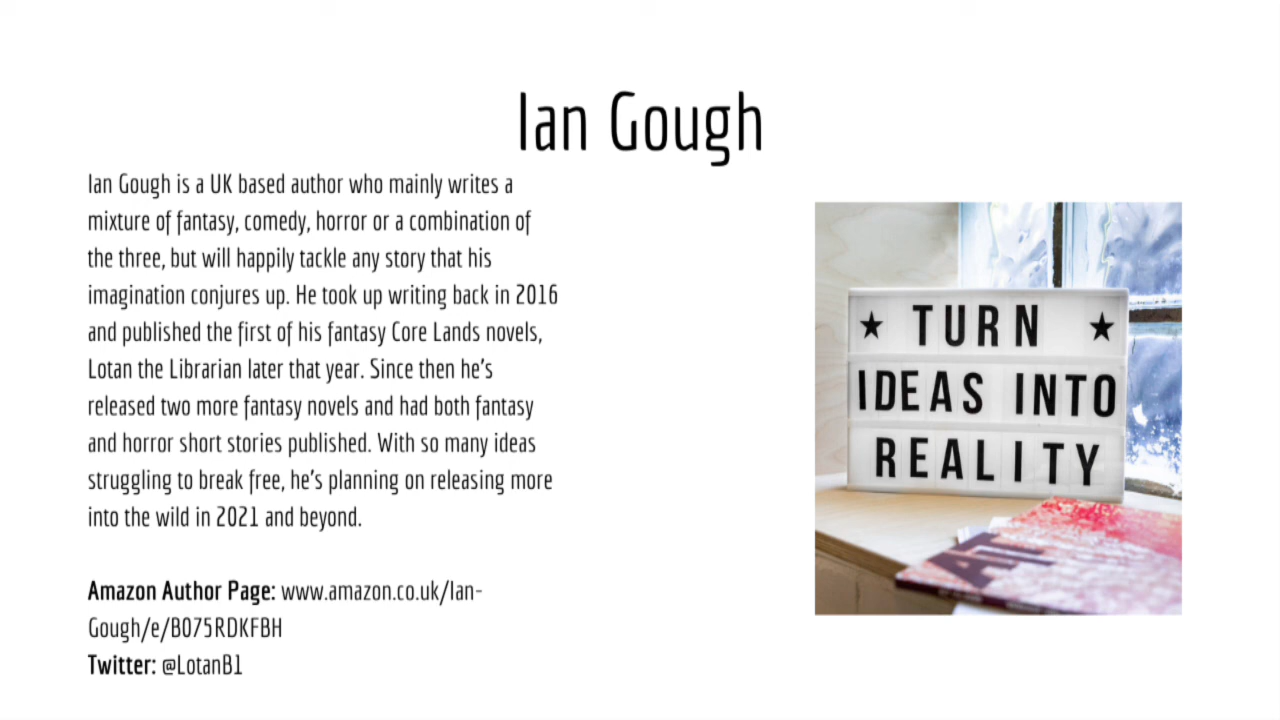 Ian Gough
Ian Gough is a UK based author who mainly writes a
mixture of fantasy, comedy, horror or a combination of
the three, but will happily tackle any story that his
imagination conjures up. He took up writing back in 2016
and published the first of his fantasy Core Lands novels,
Lotan the Librarian later that year. Since then he's
released two more fantasy novels and had both fantasy
and horror short stories published. With so many ideas
struggling to break free, he's planning on releasing more
into the wild in 2021 and beyond.
Amazon Author Page: www.amazon.co.uk/Ian-
Gough/e/B075RDKFBH
Twitter: @LotanB1
★ TURN ★
IDEAS INTO
REALITY